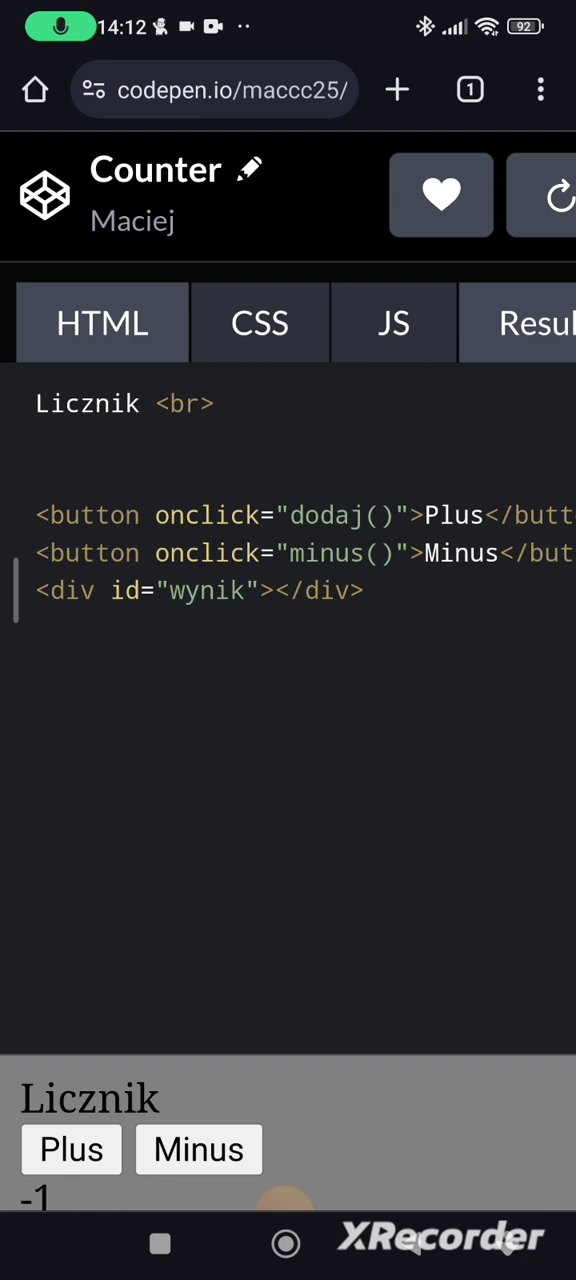 14:12
92
codepen.io/maccc25/
1
Counter
Maciej
HTML CSS JS Resul
Licznik <br>
<button onclick="dodaj()">Plus</butt
<button onclick="minus()">Minus</but
<div id="wynik"></div>
Licznik
Plus Minus
-1
XRecorder